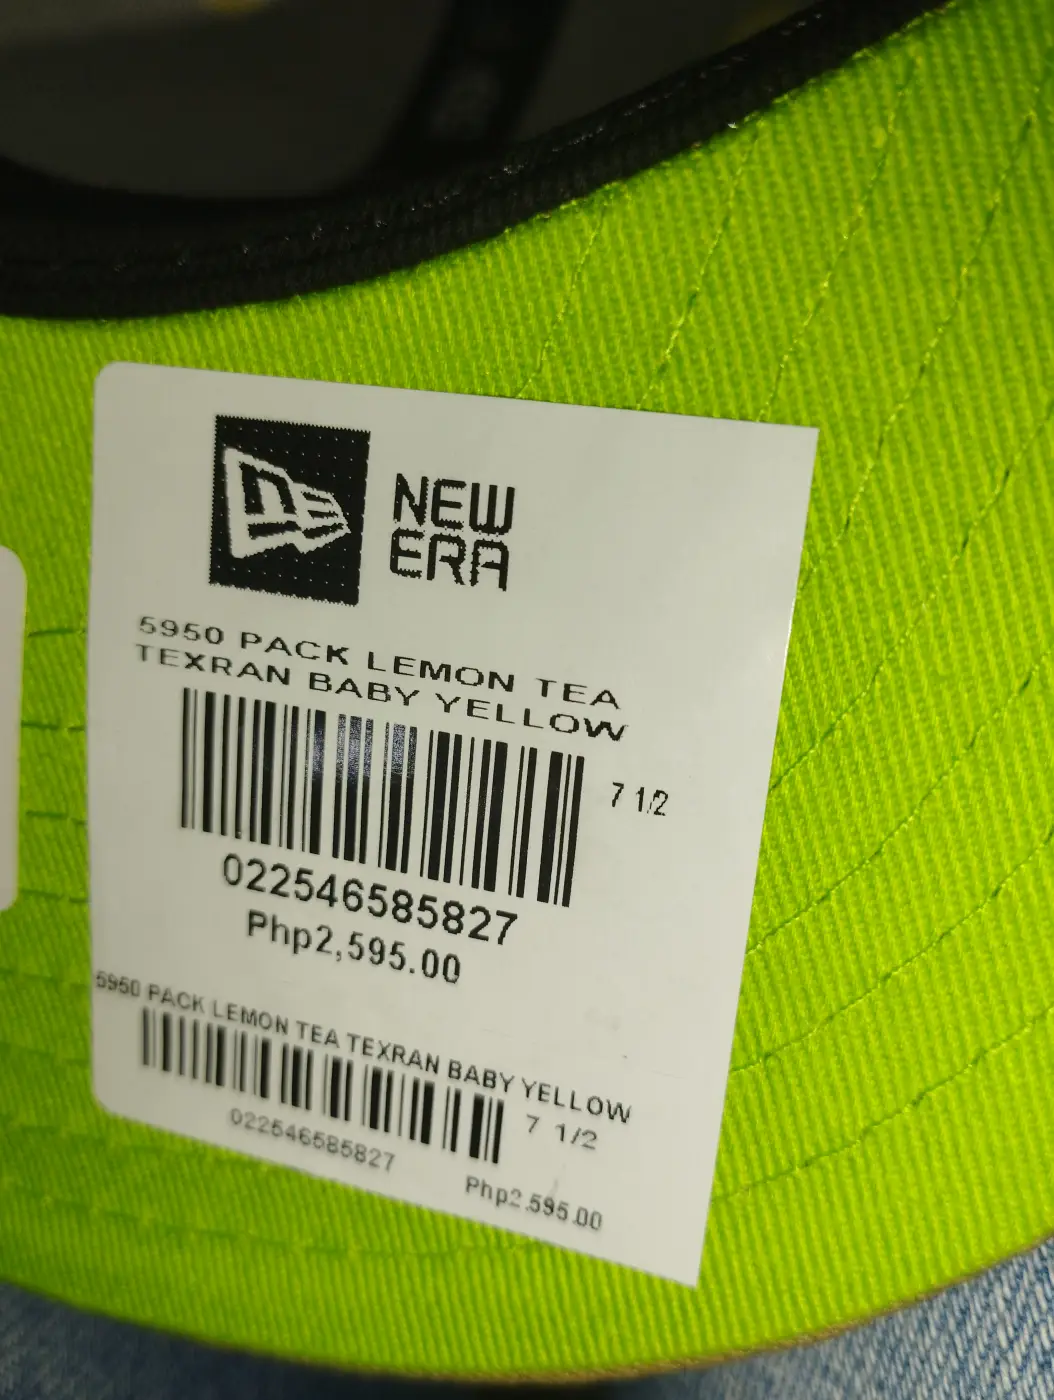 NE
NEW
ERA
5950 PACK LEMON TEA
TEXRAN BABY YELLOW
7 1/2
022546585827
Php2,595.00
5950 PACK LEMON TEA TEXRAN BABY YELLOW
7 1/2
022546585827
Php2,595.00